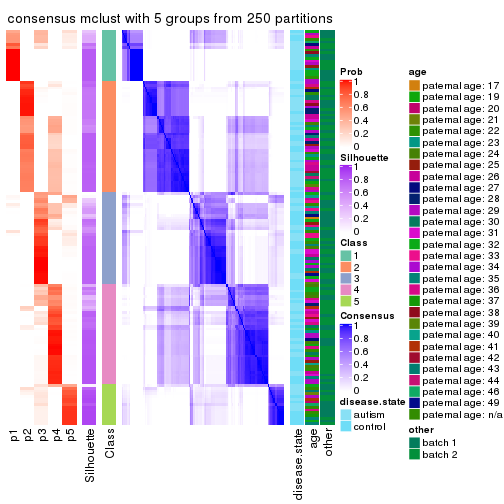 consensus mclust with 5 groups from 250 partitions
p1
p2
p3
p4
p5
Silhouette
Class
disease.state
age
other
Prob
1
0.8
0.6
0.4
0.2
0
Silhouette
1
0.8
0.6
0.4
0.2
0
Class
1
2
3
4
5
Consensus
1
0.8
0.6
0.4
0.2
0
disease.state
autism
control
age
paternal age: 17
paternal age: 19
paternal age: 20
paternal age: 21
paternal age: 22
paternal age: 23
paternal age: 24
paternal age: 25
paternal age: 26
paternal age: 27
paternal age: 28
paternal age: 29
paternal age: 30
paternal age: 31
paternal age: 32
paternal age: 33
paternal age: 34
paternal age: 35
paternal age: 36
paternal age: 37
paternal age: 38
paternal age: 39
paternal age: 40
paternal age: 41
paternal age: 42
paternal age: 43
paternal age: 44
paternal age: 46
paternal age: 49
paternal age: n/a
other
batch 1
batch 2